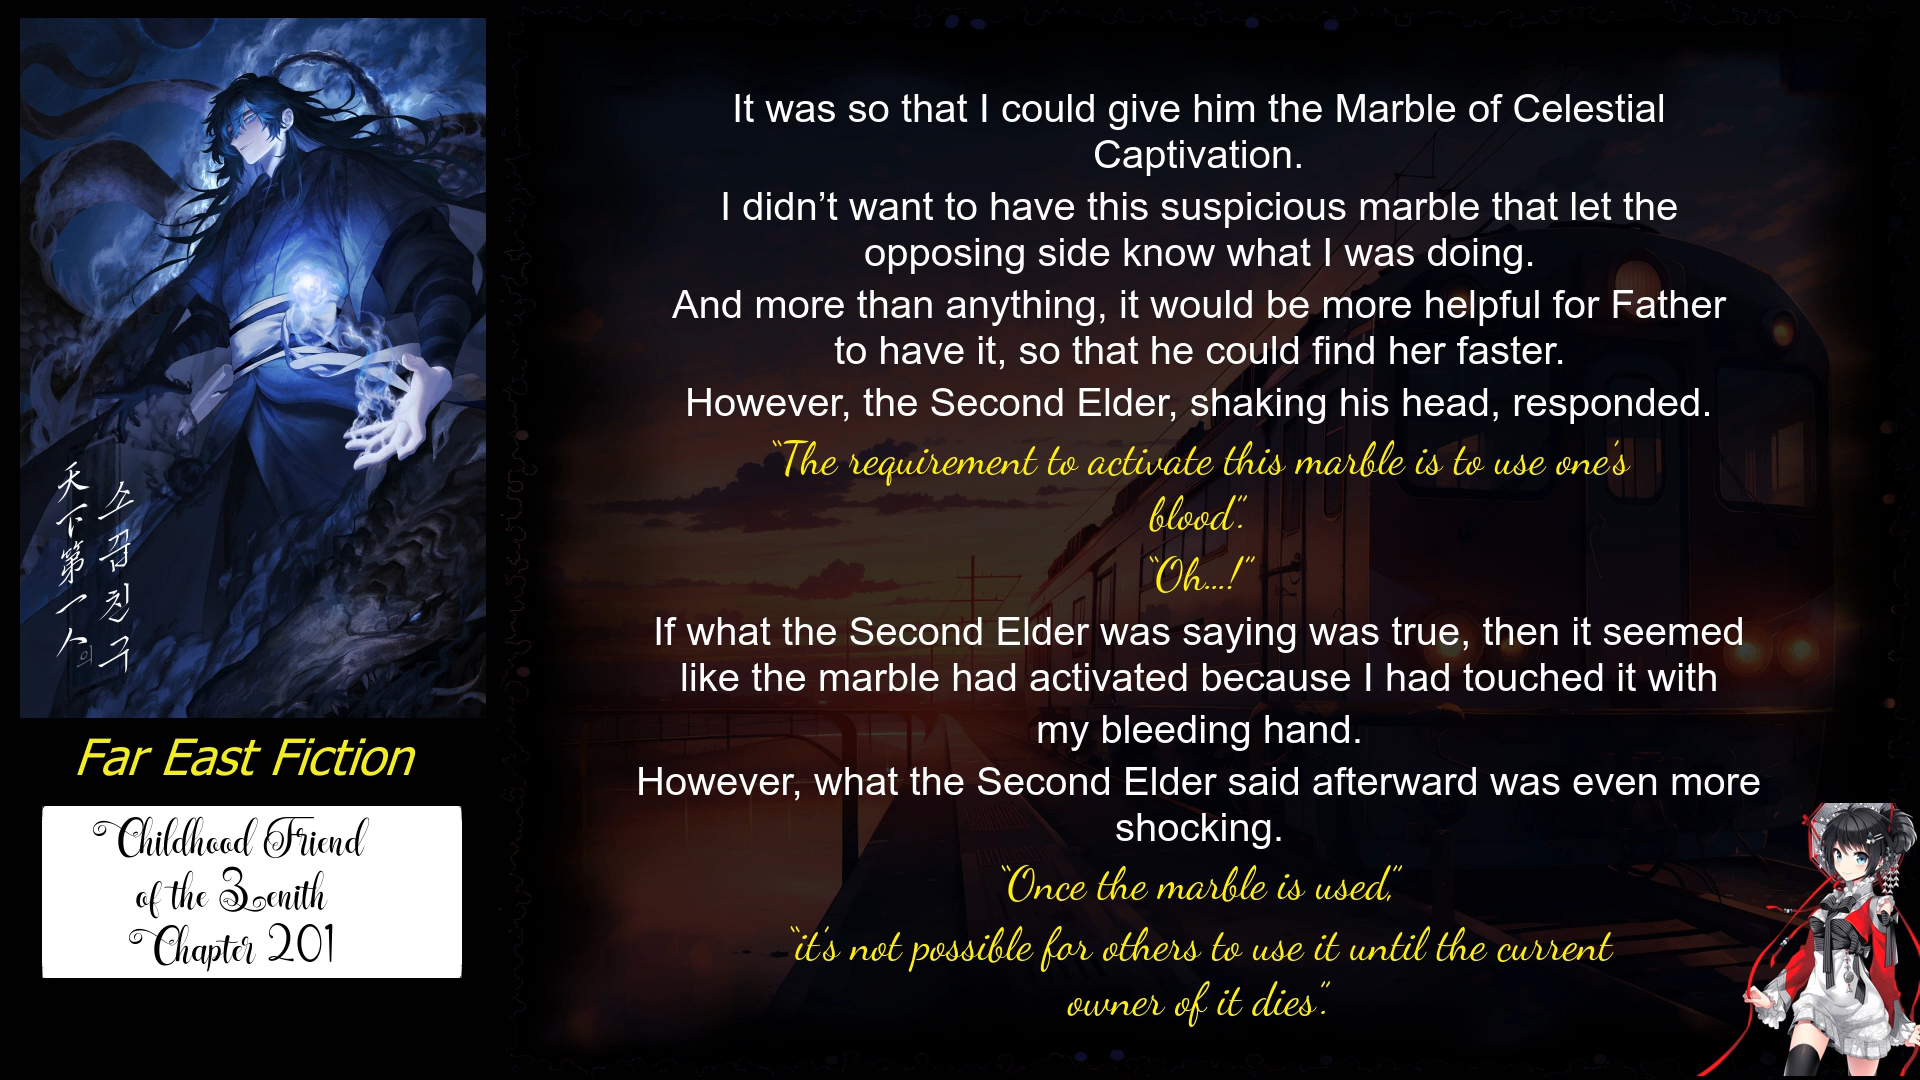 天下第一人의
소꿉친구
Far East Fiction
Childhood Friend
of the Zenith
Chapter 201
It was so that I could give him the Marble of Celestial
Captivation.
I didn’t want to have this suspicious marble that let the
opposing side know what I was doing.
And more than anything, it would be more helpful for Father
to have it, so that he could find her faster.
However, the Second Elder, shaking his head, responded.
“The requirement to activate this marble is to use one’s
blood”.
“Oh…!”
If what the Second Elder was saying was true, then it seemed
like the marble had activated because I had touched it with
my bleeding hand.
However, what the Second Elder said afterward was even more
shocking.
“Once the marble is used,”
“it’s not possible for others to use it until the current
owner of it dies”.